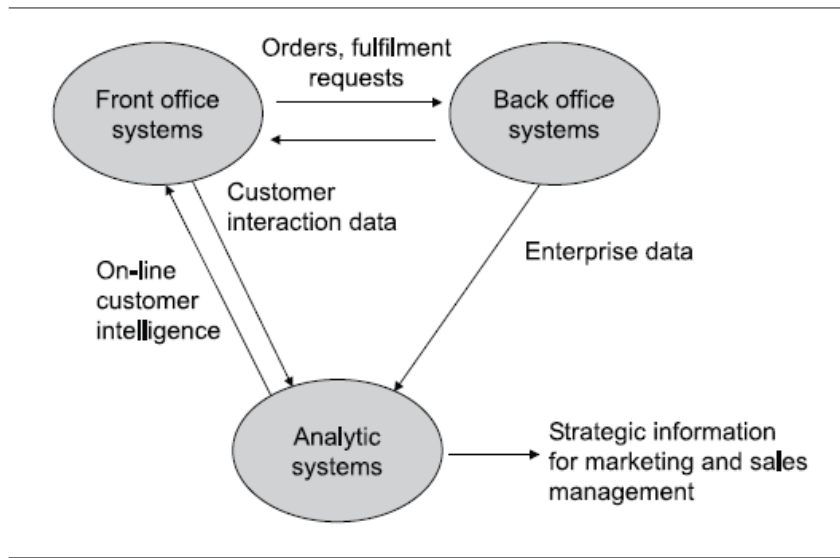 Orders, fulfilment
requests
Front office
systems
Back office
systems
Customer
interaction data
Enterprise data
On-line
customer
intelligence
Analytic
systems
Strategic information
for marketing and sales
management